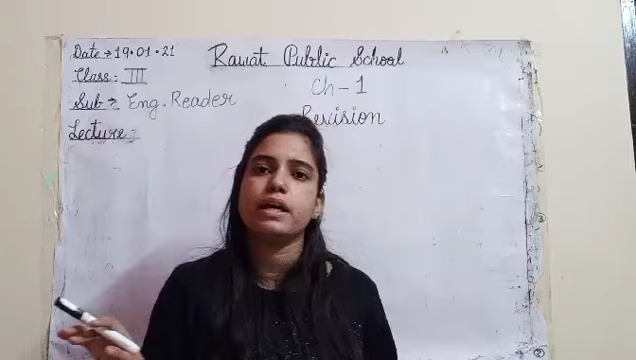 Date → 19.01.21
Rawat Public School
Class : III
Ch - 1
Sub → Eng. Reader
Revision
Lecture :